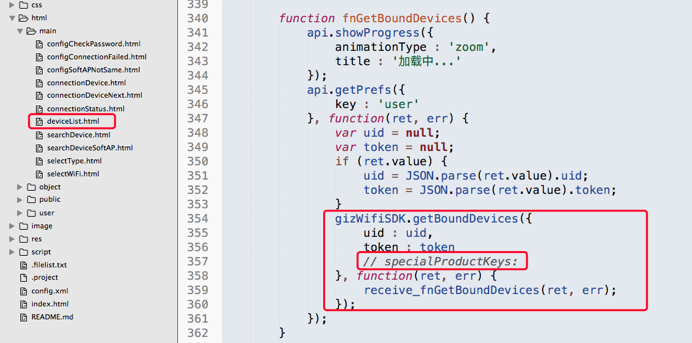 css
html
main
configCheckPassword.html
configConnectionFailed.html
configSoftAPNotSame.html
connectionDevice.html
connectionDeviceNext.html
connectionStatus.html
deviceList.html
searchDevice.html
searchDeviceSoftAP.html
selectType.html
selectWiFi.html
object
public
user
image
res
script
.filelist.txt
.project
config.xml
index.html
README.md
339
340 function fnGetBoundDevices() {
341 api.showProgress({
342 animationType : 'zoom',
343 title : '加载中...'
344 });
345 api.getPrefs({
346 key : 'user'
347 }, function(ret, err) {
348 var uid = null;
349 var token = null;
350 if (ret.value) {
351 uid = JSON.parse(ret.value).uid;
352 token = JSON.parse(ret.value).token;
353 }
354 gizWifiSDK.getBoundDevices({
355 uid : uid,
356 token : token
357 // specialProductKeys:
358 }, function(ret, err) {
359 receive_fnGetBoundDevices(ret, err);
360 });
361 });
362 }